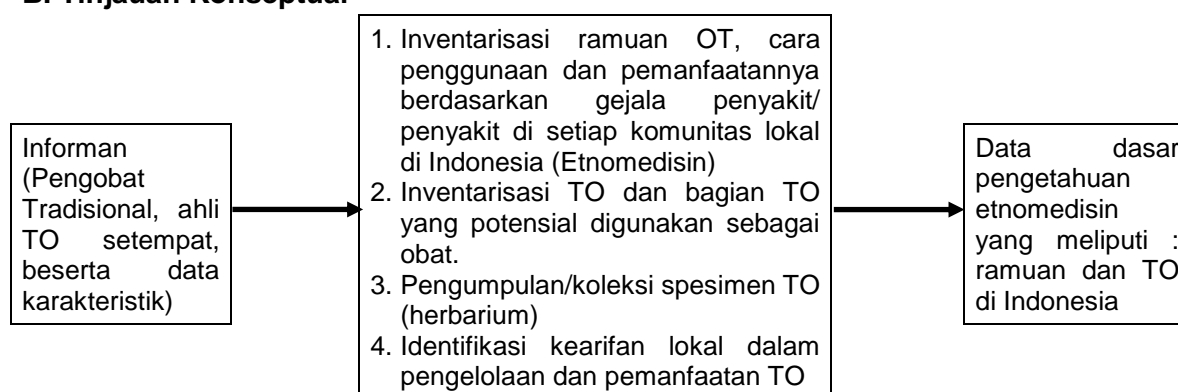 Informan
(Pengobat
Tradisional, ahli
TO setempat,
beserta data
karakteristik)
1. Inventarisasi ramuan OT, cara
penggunaan dan pemanfaatannya
berdasarkan gejala penyakit/
penyakit di setiap komunitas lokal
di Indonesia (Etnomedisin)
2. Inventarisasi TO dan bagian TO
yang potensial digunakan sebagai
obat.
3. Pengumpulan/koleksi spesimen TO
(herbarium)
4. Identifikasi kearifan lokal dalam
pengelolaan dan pemanfaatan TO
Data dasar
pengetahuan
etnomedisin
yang meliputi :
ramuan dan TO
di Indonesia